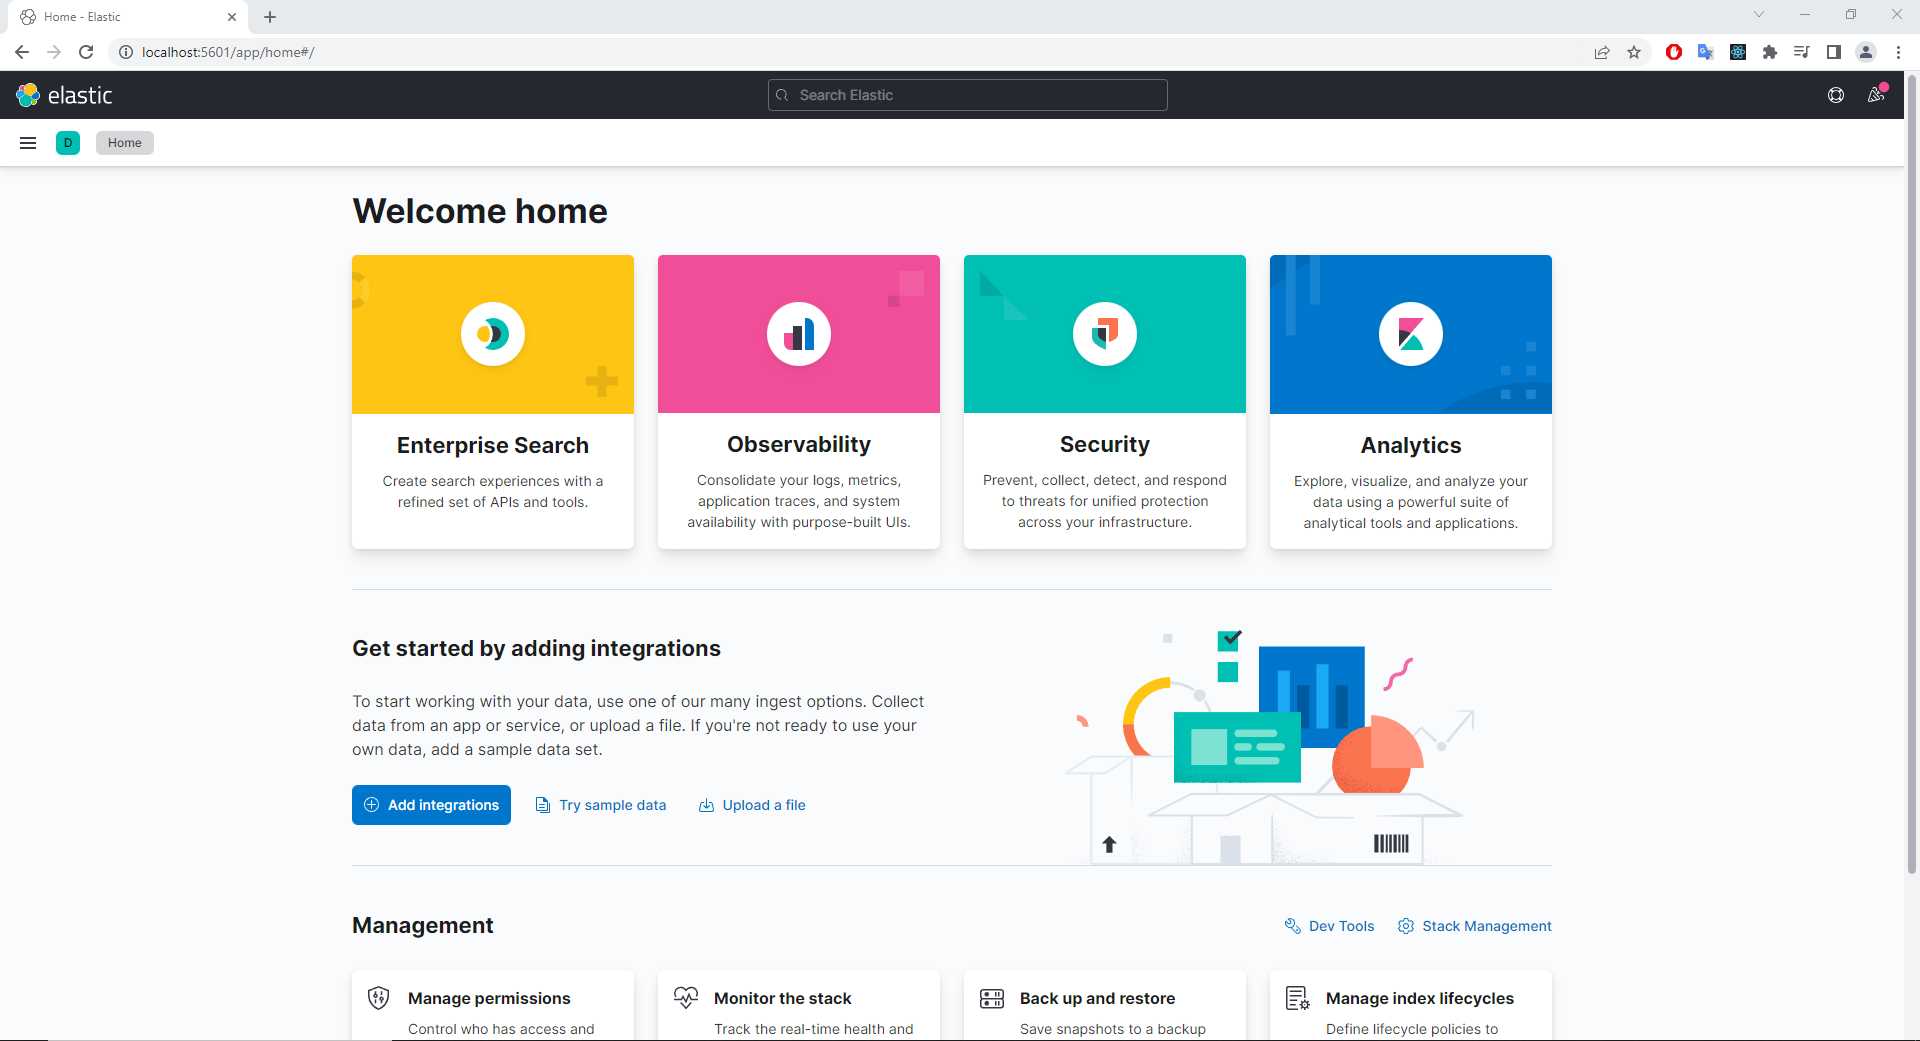 Home - Elastic
localhost:5601/app/home#/
elastic
Search Elastic
D
Home
Welcome home
Enterprise Search
Create search experiences with a
refined set of APIs and tools.
Observability
Consolidate your logs, metrics,
application traces, and system
availability with purpose-built UIs.
Security
Prevent, collect, detect, and respond
to threats for unified protection
across your infrastructure.
Analytics
Explore, visualize, and analyze your
data using a powerful suite of
analytical tools and applications.
Get started by adding integrations
To start working with your data, use one of our many ingest options. Collect
data from an app or service, or upload a file. If you're not ready to use your
own data, add a sample data set.
Add integrations
Try sample data
Upload a file
Management
Dev Tools
Stack Management
Manage permissions
Control who has access and
Monitor the stack
Track the real-time health and
Back up and restore
Save snapshots to a backup
Manage index lifecycles
Define lifecycle policies to